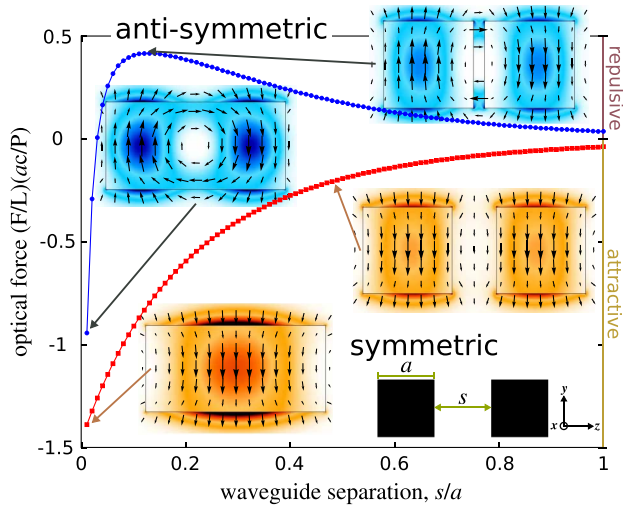 anti-symmetric
0.5
0
-0.5
-1
-1.5
optical force (F/L)(ac/P)
repulsive
attractive
symmetric
a
s
y
x
z
0
0.2
0.4
0.6
0.8
1
waveguide separation, s/a